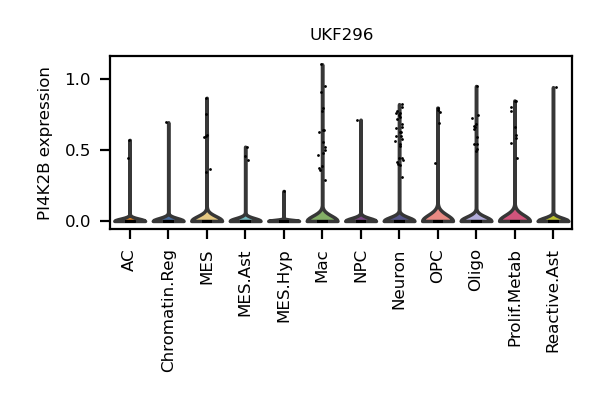 UKF296
PI4K2B expression
1.0
0.5
0.0
AC
Chromatin.Reg
MES
MES.Ast
MES.Hyp
Mac
NPC
Neuron
OPC
Oligo
Prolif.Metab
Reactive.Ast